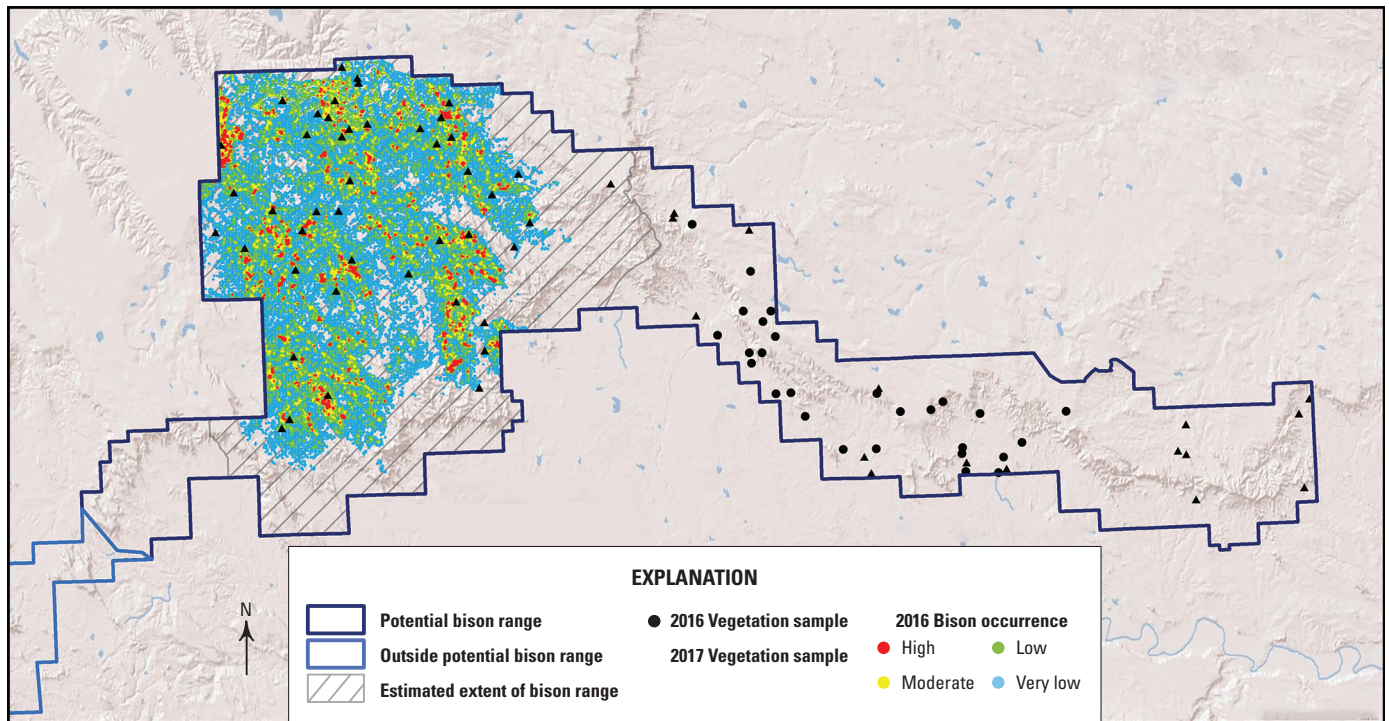 N
EXPLANATION
Potential bison range
Outside potential bison range
Estimated extent of bison range
2016 Vegetation sample
2017 Vegetation sample
2016 Bison occurrence
High
Low
Moderate
Very low